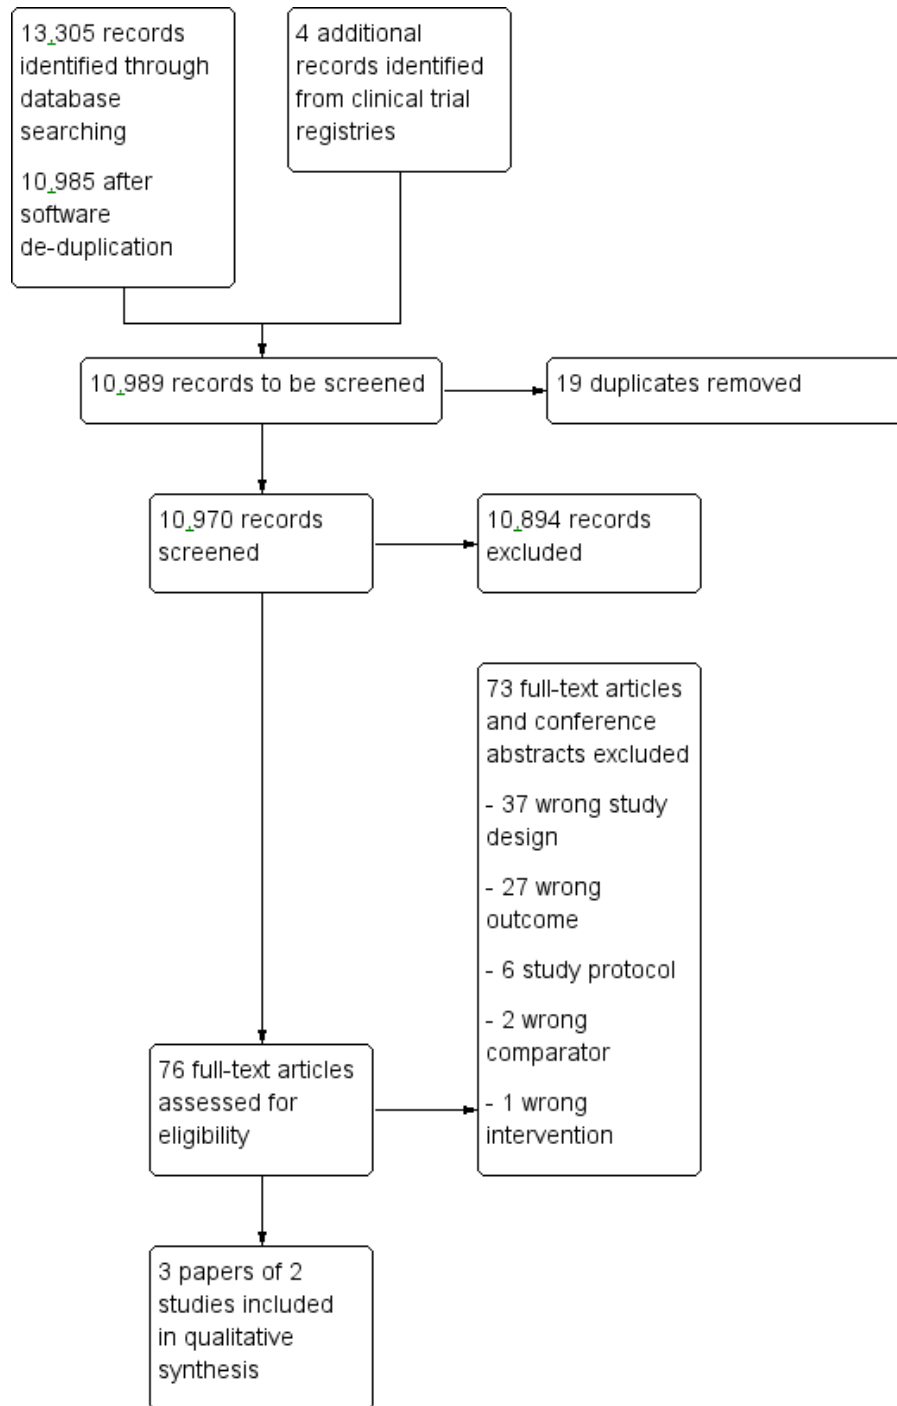 13,305 records
identified through
database
searching
10,985 after
software
de-duplication
4 additional
records identified
from clinical trial
registries
10,989 records to be screened
19 duplicates removed
10,970 records
screened
10,894 records
excluded
73 full-text articles
and conference
abstracts excluded
- 37 wrong study
design
- 27 wrong
outcome
- 6 study protocol
- 2 wrong
comparator
- 1 wrong
intervention
76 full-text articles
assessed for
eligibility
3 papers of 2
studies included
in qualitative
synthesis